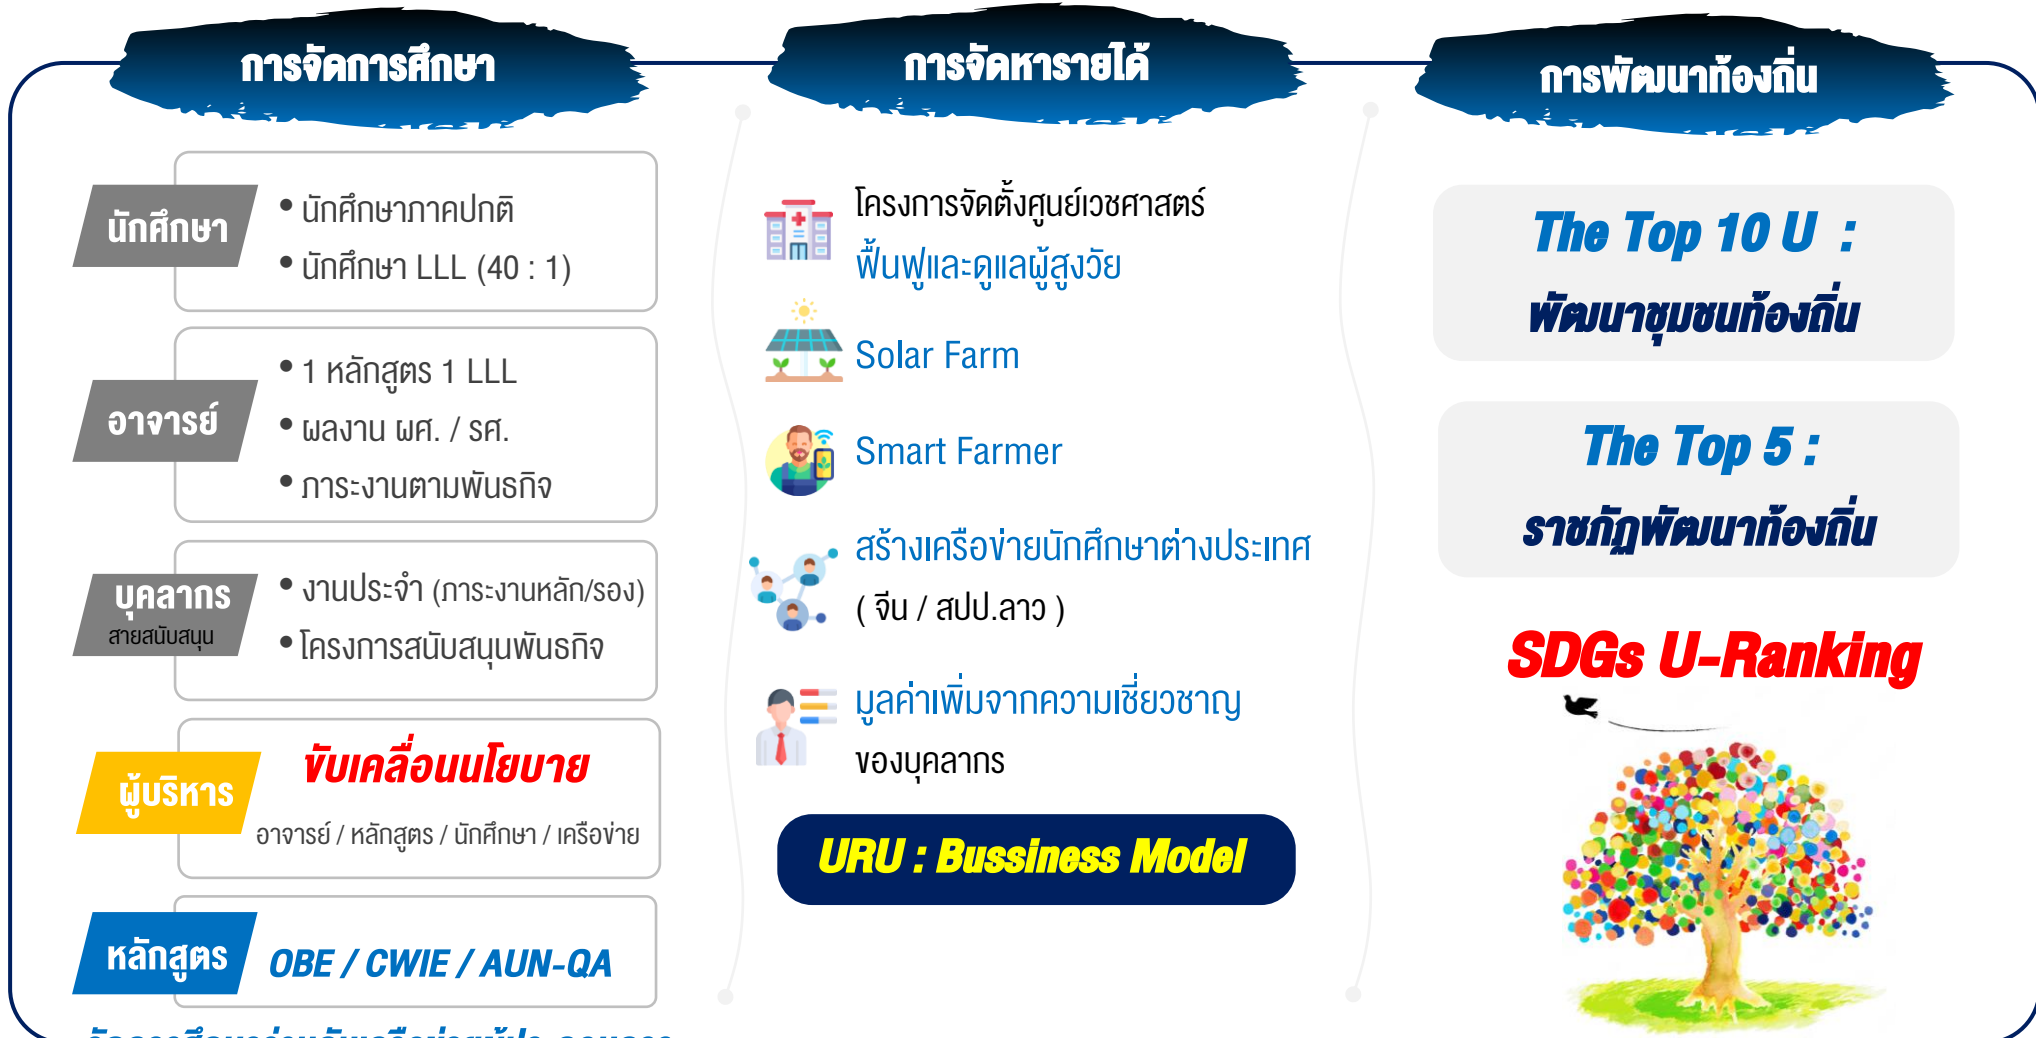 การจัดการศึกษา
นักศึกษา
• นักศึกษาภาคปกติ
• นักศึกษา LLL (40 : 1)
อาจารย์
• 1 หลักสูตร 1 LLL
• ผลงาน ผศ. / รศ.
• ภาระงานตามพันธกิจ
บุคลากร
สายสนับสนุน
• งานประจำ (ภาระงานหลัก/รอง)
• โครงการสนับสนุนพันธกิจ
ผู้บริหาร
ขับเคลื่อนนโยบาย
อาจารย์ / หลักสูตร / นักศึกษา / เครือข่าย
หลักสูตร
OBE / CWIE / AUN-QA
การจัดหารายได้
โครงการจัดตั้งศูนย์เวชศาสตร์
ฟื้นฟูและดูแลผู้สูงวัย
Solar Farm
Smart Farmer
สร้างเครือข่ายนักศึกษาต่างประเทศ
( จีน / สปป.ลาว )
มูลค่าเพิ่มจากความเชี่ยวชาญ
ของบุคลากร
URU : Bussiness Model
การพัฒนาท้องถิ่น
The Top 10 U :
พัฒนาชุมชนท้องถิ่น
The Top 5 :
ราชภัฏพัฒนาท้องถิ่น
SDGs U-Ranking